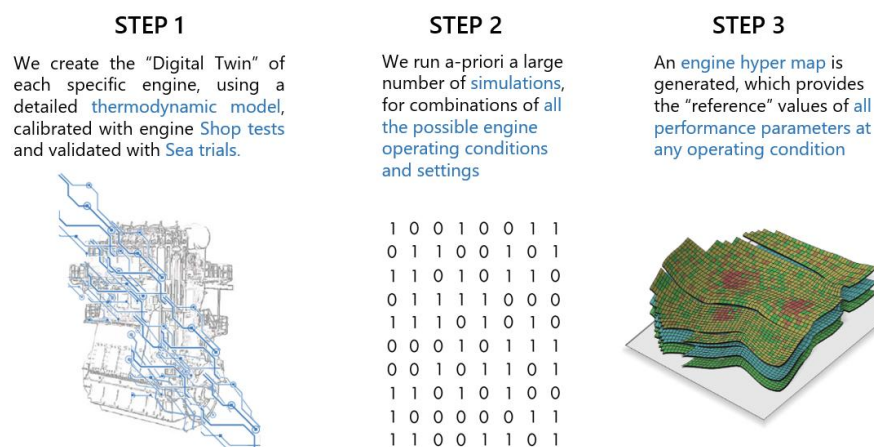 STEP 1
We create the “Digital Twin” of
each specific engine, using a
detailed thermodynamic model,
calibrated with engine Shop tests
and validated with Sea trials.
STEP 2
We run a-priori a large
number of simulations,
for combinations of all
the possible engine
operating conditions
and settings
1 0 0 1 0 0 1 1
0 1 1 0 0 1 0 1
1 1 0 1 0 1 1 0
0 1 1 1 1 0 0 0
1 1 1 0 1 0 1 0
0 0 0 1 0 1 1 1
0 0 1 0 1 1 0 1
1 1 0 1 0 1 0 0
1 0 0 0 0 0 1 1
1 1 0 0 1 1 0 1
STEP 3
An engine hyper map is
generated, which provides
the “reference” values of all
performance parameters at
any operating condition